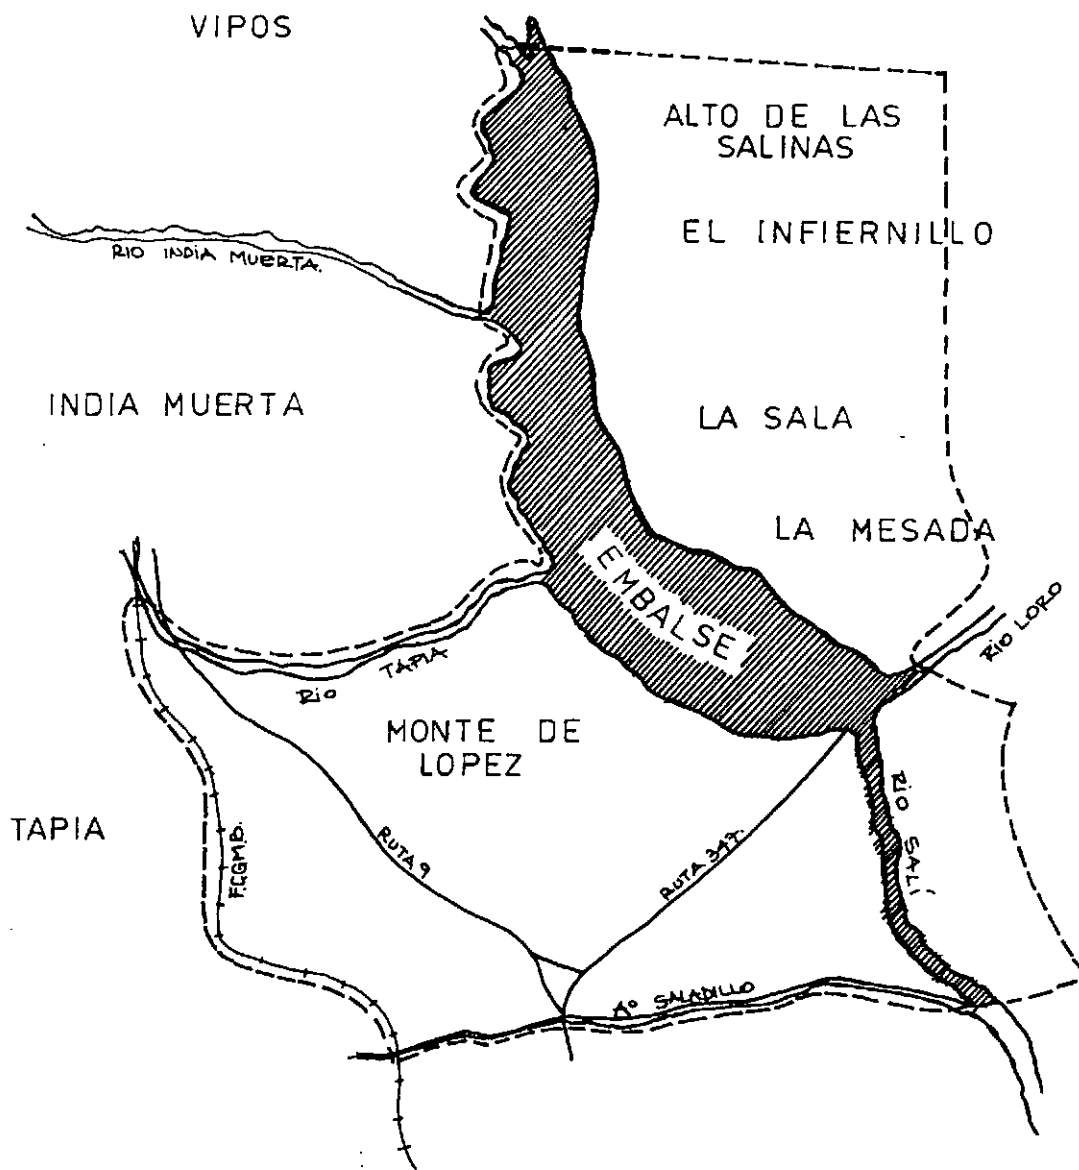 VIPOS
ALTO DE LAS
SALINAS
EL INFIERNILLO
RIO INDIA MUERTA.
INDIA MUERTA
LA SALA
LA MESADA
EMBALSE
RIO LORO
RIO TAPIA
MONTE DE
LOPEZ
TAPIA
F.C.G.M.B.
RUTA 9
RUTA 347.
RIO SALI
Aº SALADILLO